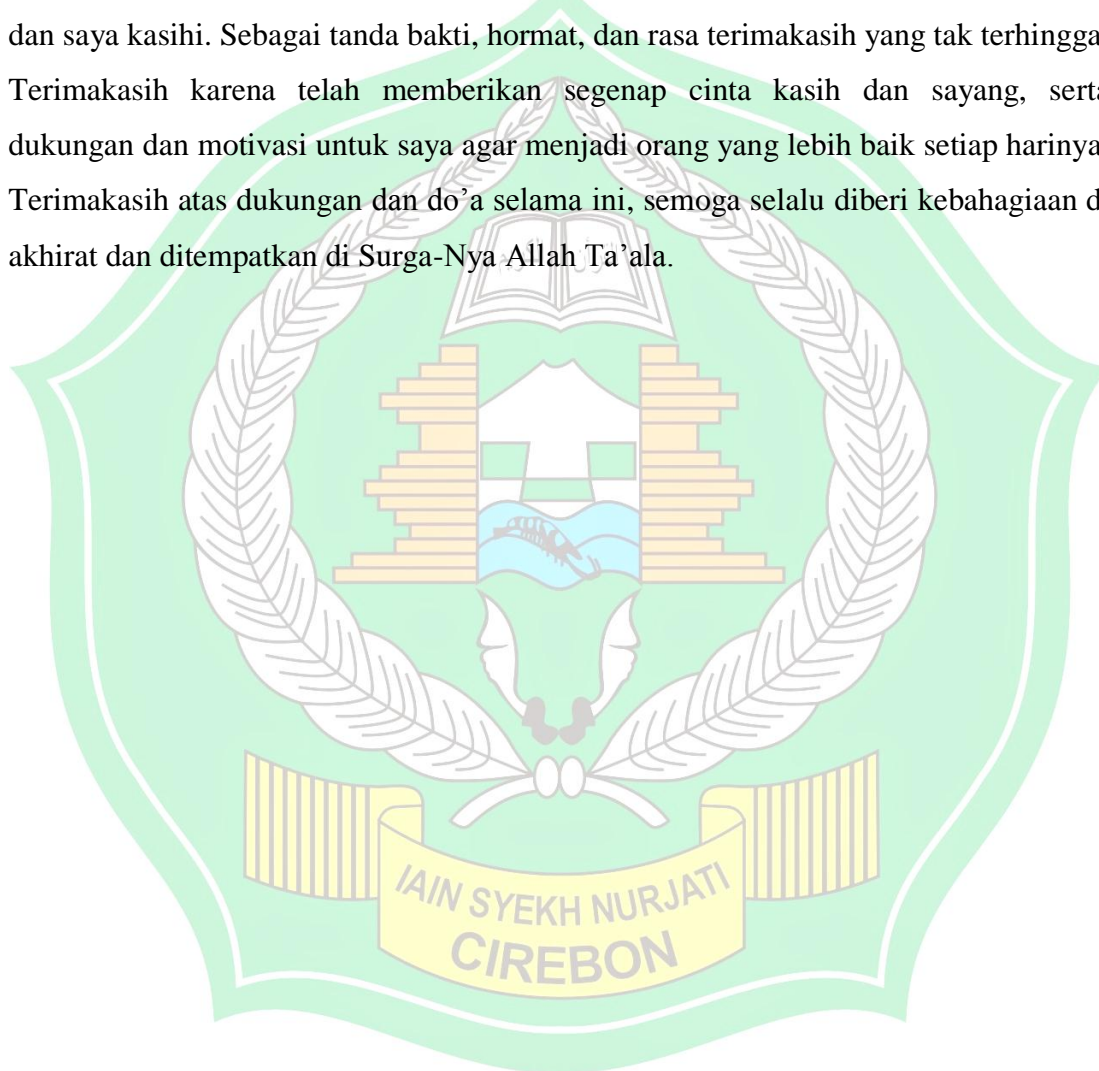 dan saya kasihi. Sebagai tanda bakti, hormat, dan rasa terimakasih yang tak terhingga
Terimakasih karena telah memberikan segenap cinta kasih dan sayang, serta
dukungan dan motivasi untuk saya agar menjadi orang yang lebih baik setiap harinya
Terimakasih atas dukungan dan do’a selama ini, semoga selalu diberi kebahagiaan d
akhirat dan ditempatkan di Surga-Nya Allah Ta’ala.
IAIN SYEKH NURJATI
CIREBON